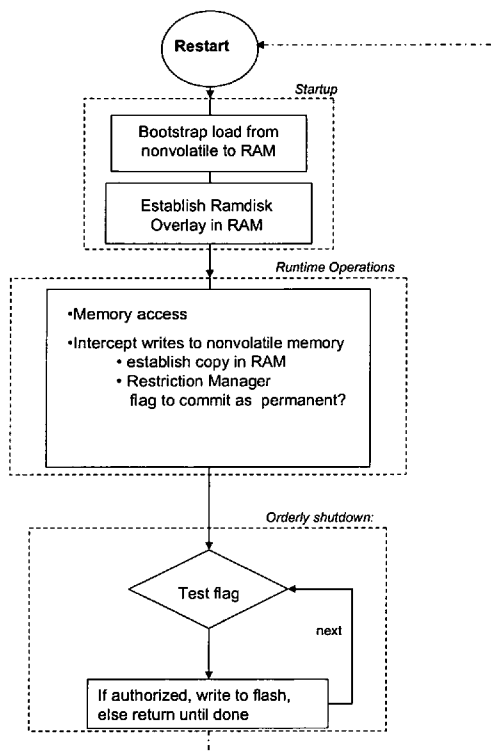 Restart
Startup
Bootstrap load from
nonvolatile to RAM
Establish Ramdisk
Overlay in RAM
Runtime Operations
•Memory access
•Intercept writes to nonvolatile memory
• establish copy in RAM
• Restriction Manager
flag to commit as permanent?
Orderly shutdown:
Test flag
next
If authorized, write to flash,
else return until done